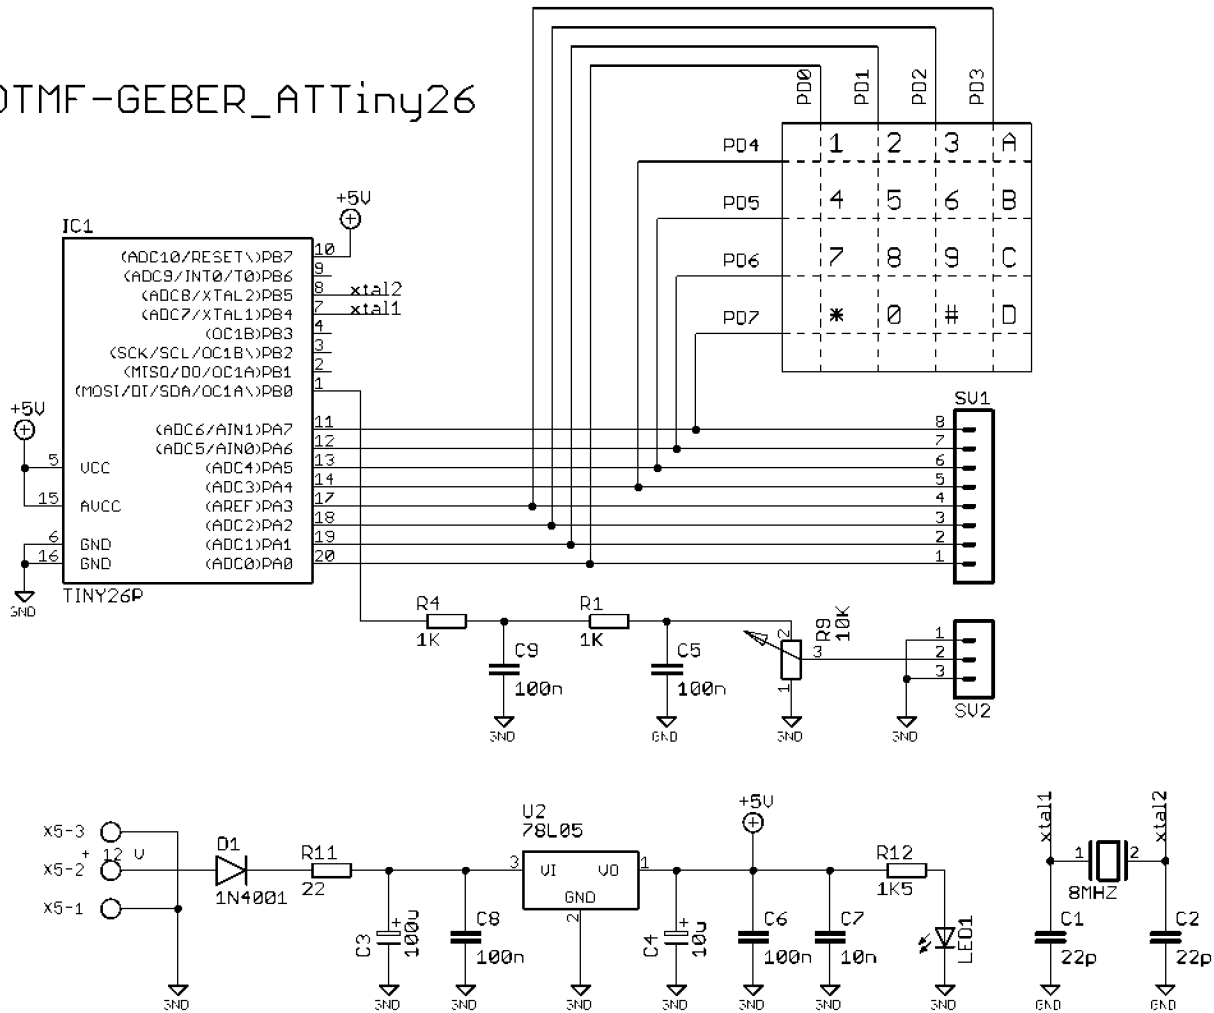 DTMF-GEBER_ATTiny26
PD0 PD1 PD2 PD3
PD4 1 2 3 A
PD5 4 5 6 B
PD6 7 8 9 C
PD7 * 0 # D
+5V
IC1
(ADC10/RESET\)PB7 10
(ADC9/INT0/T0)PB6 9
(ADC8/XTAL2)PB5 8 xtal2
(ADC7/XTAL1)PB4 7 xtal1
(OC1B)PB3 4
(SCK/SCL/OC1B\)PB2 3
(MISO/DO/OC1A)PB1 2
(MOSI/DI/SDA/OC1A\)PB0 1
+5V
SV1
(ADC6/AIN1)PA7 11 8
(ADC5/AIN0)PA6 12 7
5 VCC (ADC4)PA5 13 6
(ADC3)PA4 14 5
15 AVCC (AREF)PA3 17 4
(ADC2)PA2 18 3
6 GND (ADC1)PA1 19 2
16 GND (ADC0)PA0 20 1
GND
TINY26P
R4
1K
R1
1K
C9
100n
C5
100n
R9
10K
2
3
1
1
2
3
SV2
GND GND GND GND
X5-3
+ 12 V
X5-2
X5-1
D1
1N4001
R11
22
U2
78L05
3 VI VO 1
GND
2
+5V
R12
1K5
C3
100u
C8
100n
C4
10u
C6
100n
C7
10n
LED1
xtal1
xtal2
1 2
8MHZ
C1
22p
C2
22p
GND GND GND GND GND GND GND GND GND GND